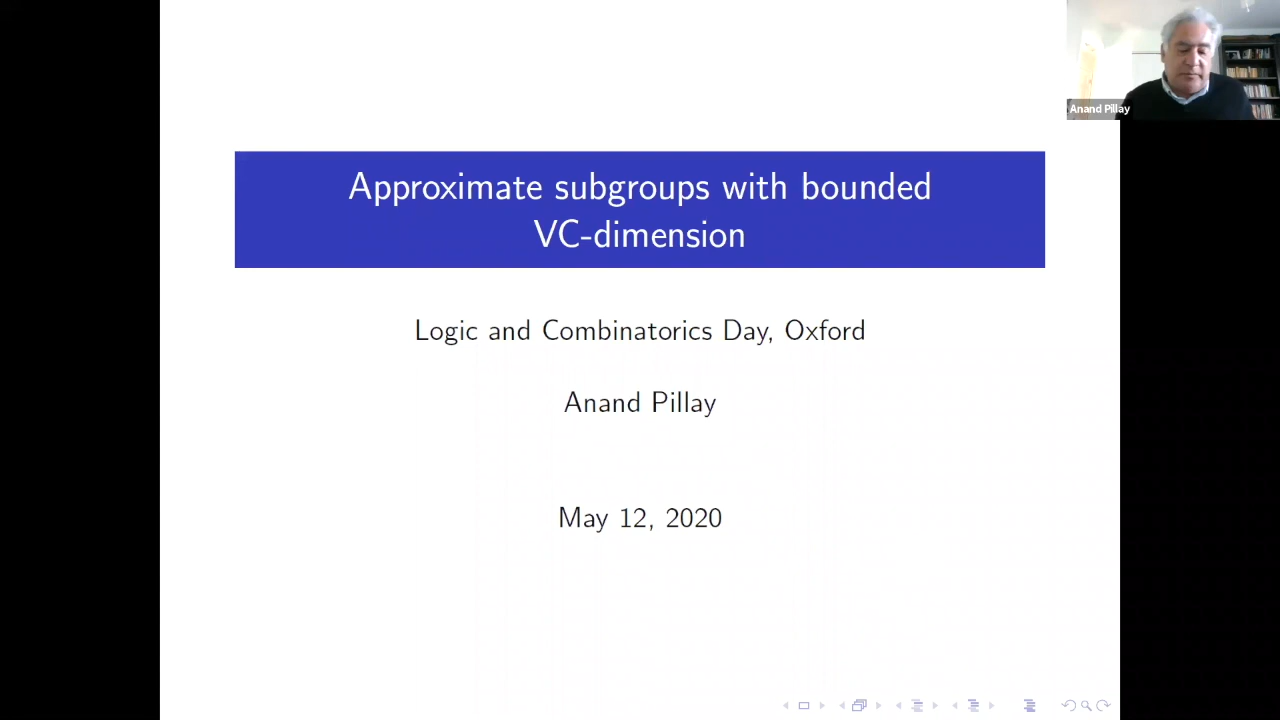 Anand Pillay
Approximate subgroups with bounded
VC-dimension
Logic and Combinatorics Day, Oxford
Anand Pillay
May 12, 2020